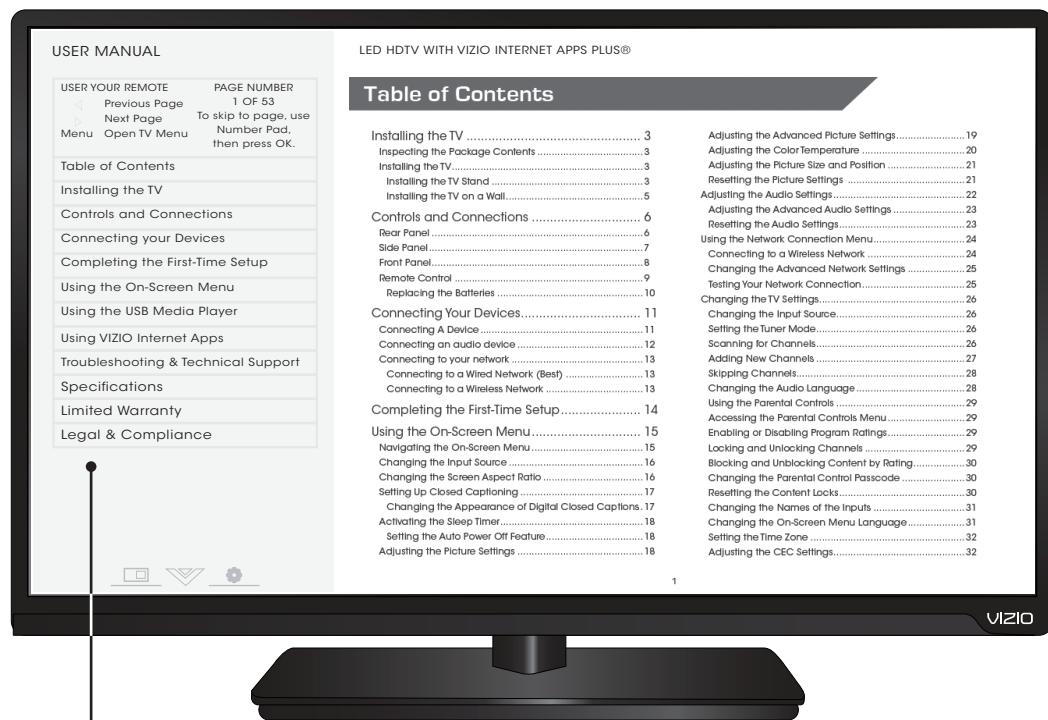 USER MANUAL
USER YOUR REMOTE
Previous Page
Next Page
Menu Open TV Menu
PAGE NUMBER
1 OF 53
To skip to page, use
Number Pad,
then press OK.
Table of Contents
Installing the TV
Controls and Connections
Connecting your Devices
Completing the First-Time Setup
Using the On-Screen Menu
Using the USB Media Player
Using VIZIO Internet Apps
Troubleshooting & Technical Support
Specifications
Limited Warranty
Legal & Compliance
LED HDTV WITH VIZIO INTERNET APPS PLUS®
Table of Contents
Installing the TV ............ 3
Inspecting the Package Contents ............ 3
Installing the TV ............ 3
Installing the TV Stand ............ 3
Installing the TV on a Wall ............ 5
Controls and Connections ............ 6
Rear Panel ............ 6
Side Panel ............ 7
Front Panel ............ 8
Remote Control ............ 9
Replacing the Batteries ............ 10
Connecting Your Devices ............ 11
Connecting A Device ............ 11
Connecting an audio device ............ 12
Connecting to your network ............ 13
Connecting to a Wired Network (Best) ............ 13
Connecting to a Wireless Network ............ 13
Completing the First-Time Setup ............ 14
Using the On-Screen Menu ............ 15
Navigating the On-Screen Menu ............ 15
Changing the Input Source ............ 16
Changing the Screen Aspect Ratio ............ 16
Setting Up Closed Captioning ............ 17
Changing the Appearance of Digital Closed Captions. 17
Activating the Sleep Timer ............ 18
Setting the Auto Power Off Feature ............ 18
Adjusting the Picture Settings ............ 18
Adjusting the Advanced Picture Settings ............ 19
Adjusting the Color Temperature ............ 20
Adjusting the Picture Size and Position ............ 21
Resetting the Picture Settings ............ 21
Adjusting the Audio Settings ............ 22
Adjusting the Advanced Audio Settings ............ 23
Resetting the Audio Settings ............ 23
Using the Network Connection Menu ............ 24
Connecting to a Wireless Network ............ 24
Changing the Advanced Network Settings ............ 25
Testing Your Network Connection ............ 25
Changing the TV Settings ............ 26
Changing the Input Source ............ 26
Setting the Tuner Mode ............ 26
Scanning for Channels ............ 26
Adding New Channels ............ 27
Skipping Channels ............ 28
Changing the Audio Language ............ 28
Using the Parental Controls ............ 29
Accessing the Parental Controls Menu ............ 29
Enabling or Disabling Program Ratings ............ 29
Locking and Unlocking Channels ............ 29
Blocking and Unblocking Content by Rating ............ 30
Changing the Parental Control Passcode ............ 30
Resetting the Content Locks ............ 30
Changing the Names of the Inputs ............ 31
Changing the On-Screen Menu Language ............ 31
Setting the Time Zone ............ 32
Adjusting the CEC Settings ............ 32
1
VIZIO